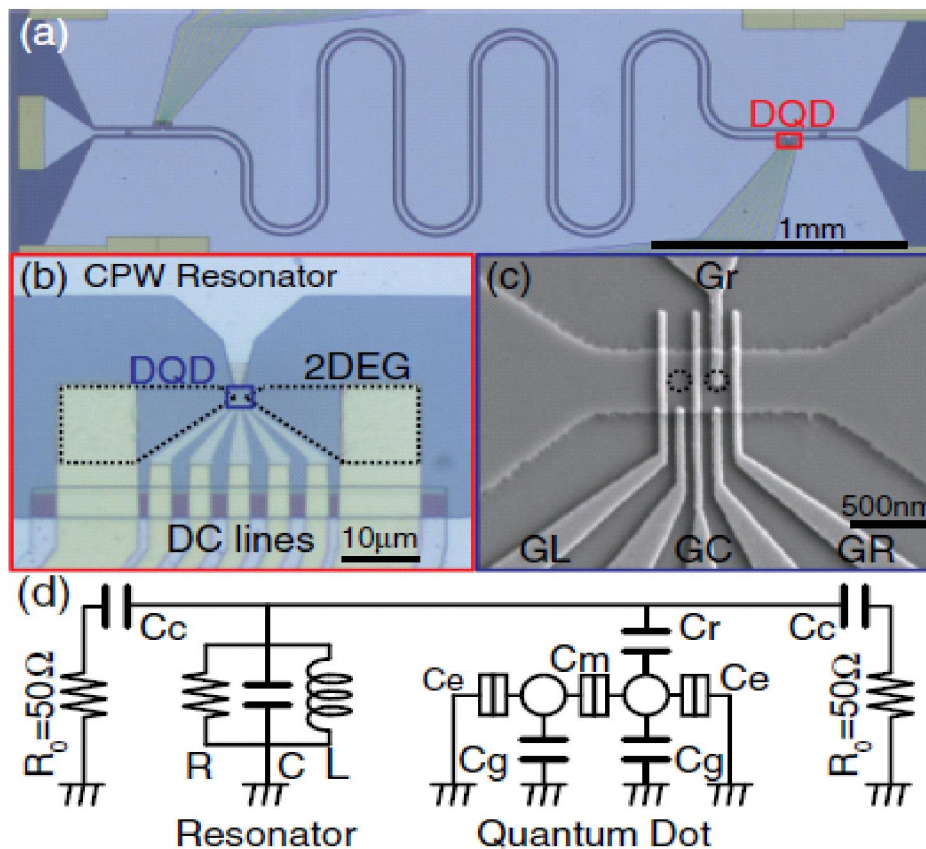 (a)
DQD
1mm
(b) CPW Resonator
DQD
2DEG
DC lines
10μm
(c)
Gr
500nm
GL
GC
GR
(d)
Cc
Cr
Cc
Cm
Ce
Ce
R₀=50Ω
R
C
L
Cg
Cg
R₀=50Ω
Resonator
Quantum Dot